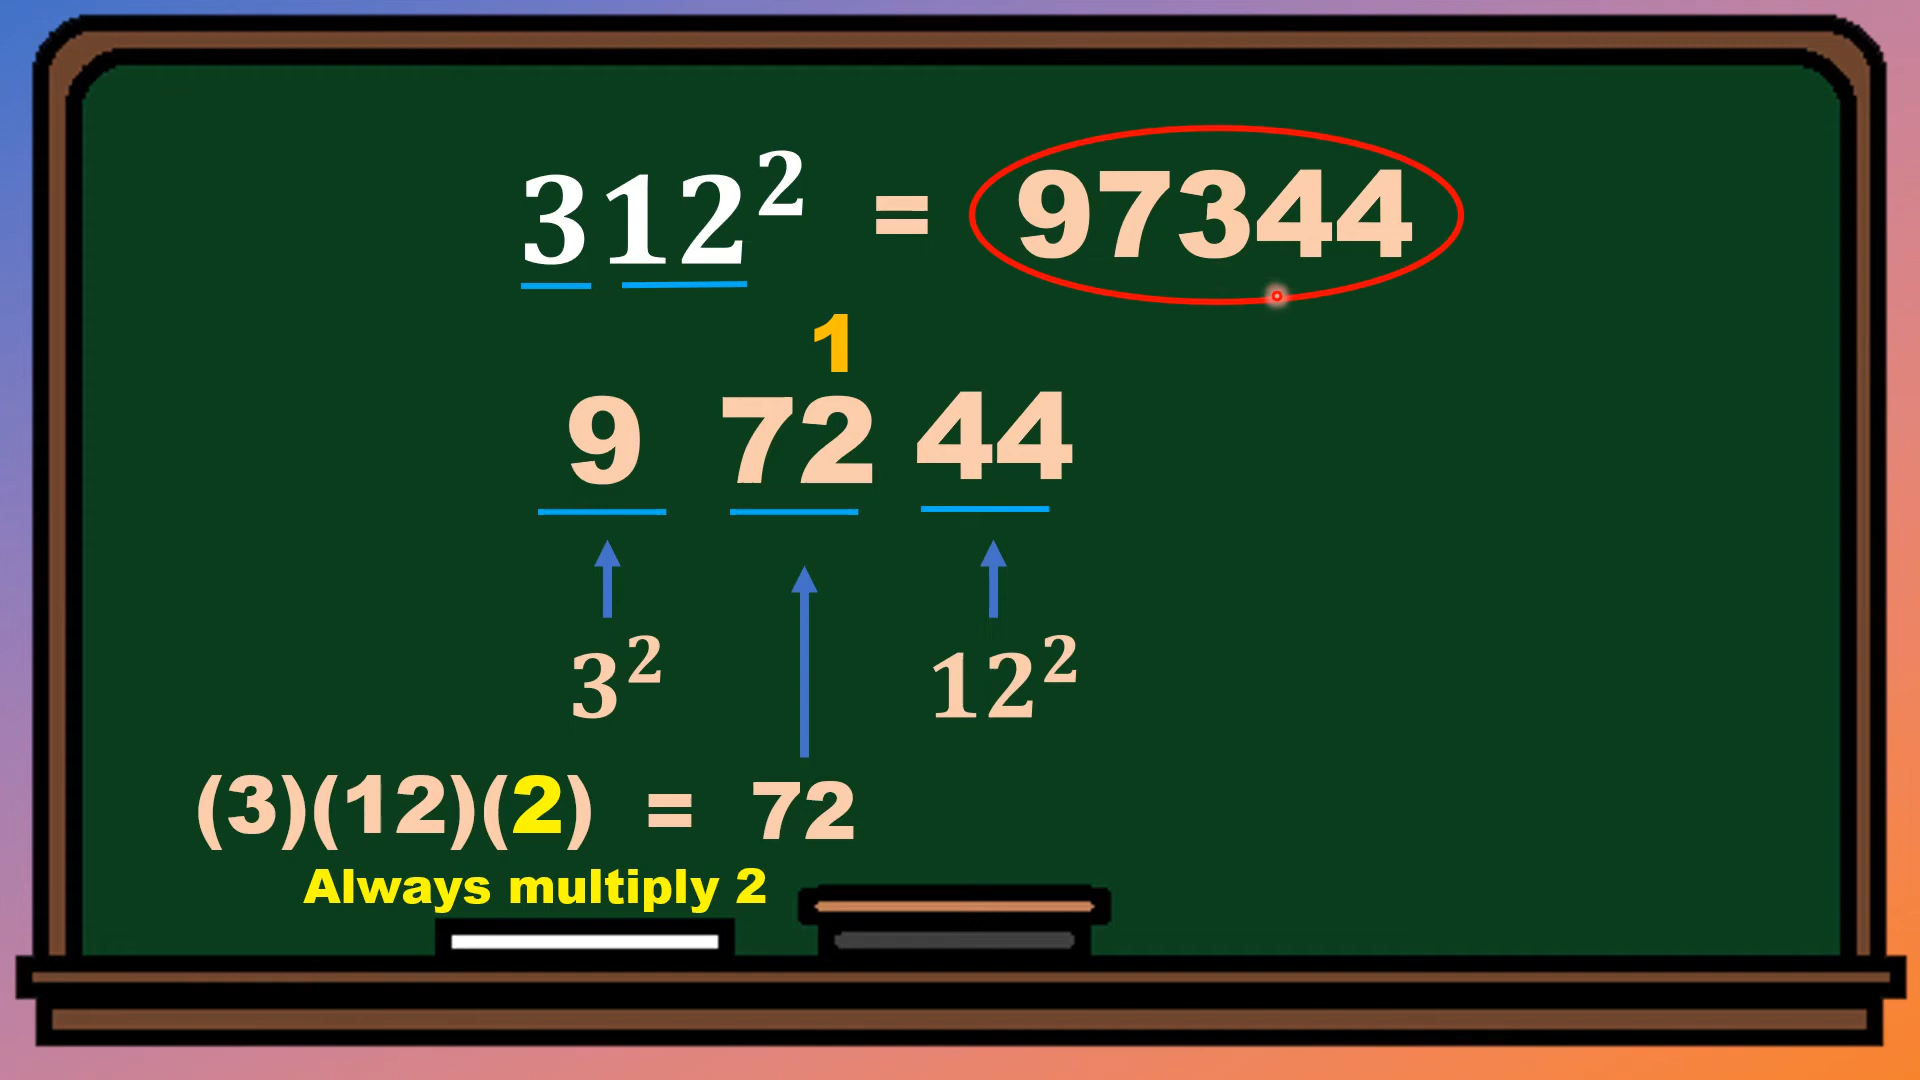 312² = 97344
1
9 72 44
3² 12²
(3)(12)(2) = 72
Always multiply 2